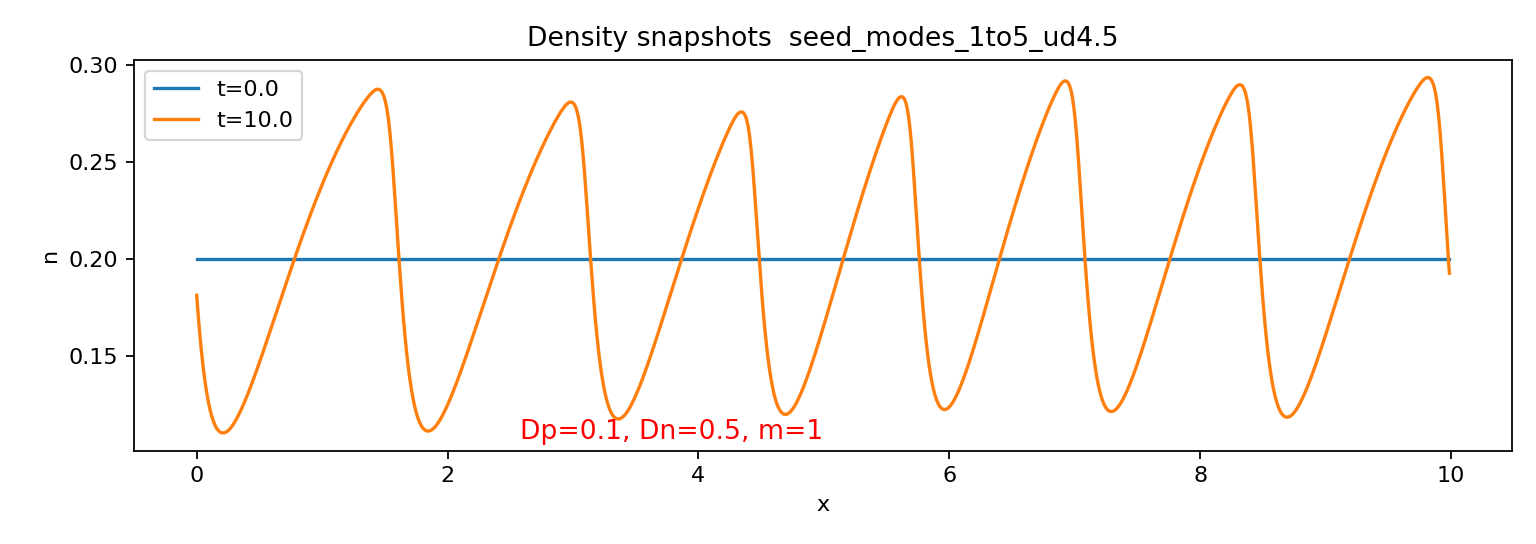 Density snapshots  seed_modes_1to5_ud4.5
0.30
0.25
0.20
0.15
n
t=0.0
t=10.0
Dp=0.1, Dn=0.5, m=1
0 2 4 6 8 10
x